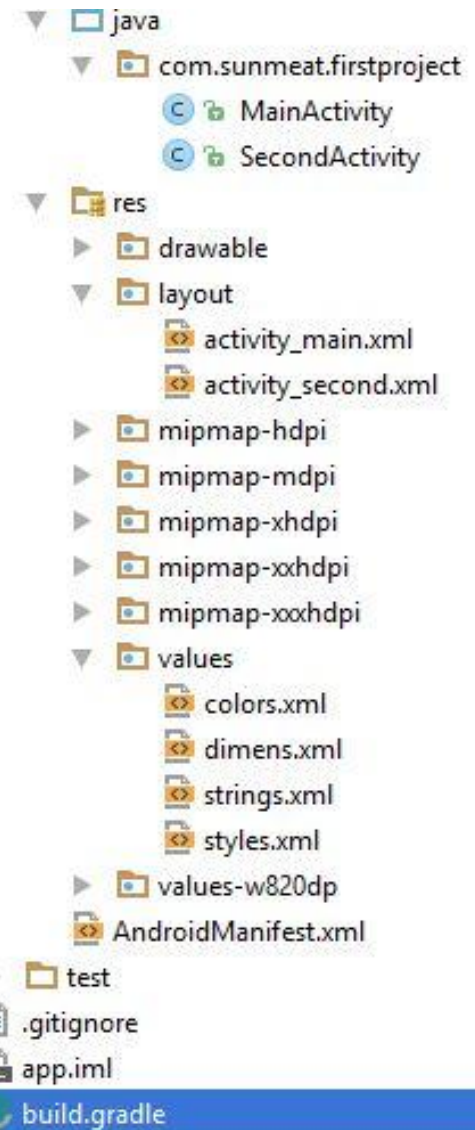 java
com.sunmeat.firstproject
MainActivity
SecondActivity
res
drawable
layout
activity_main.xml
activity_second.xml
mipmap-hdpi
mipmap-mdpi
mipmap-xhdpi
mipmap-xxhdpi
mipmap-xxxhdpi
values
colors.xml
dimens.xml
strings.xml
styles.xml
values-w820dp
AndroidManifest.xml
test
.gitignore
app.iml
build.gradle